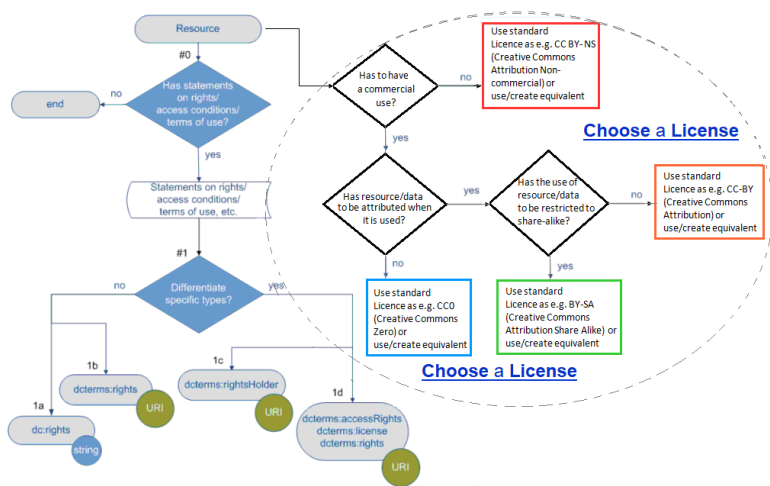 Resource
#0
Has statements
on rights/
access conditions/
terms of use?
no
end
yes
Statements on rights/
access conditions/
terms of use, etc.
#1
Differentiate
specific types?
no
yes
1b
dcterms:rights
URI
1a
dc:rights
string
1c
dcterms:rightsHolder
URI
1d
dcterms:accessRights
dcterms:license
dcterms:rights
URI
Has to have
a commercial
use?
no
Use standard
Licence as e.g. CC BY-NS
(Creative Commons
Attribution Non-
commercial) or
use/create equivalent
Choose a License
yes
Has resource/data
to be attributed when
it is used?
yes
Has the use of
resource/data
to be restricted to
share-alike?
no
Use standard
Licence as e.g. CC-BY
(Creative Commons
Attribution) or
use/create equivalent
no
Use standard
Licence as e.g. CC0
(Creative Commons
Zero) or
use/create equivalent
yes
Use standard
Licence as e.g. BY-SA
(Creative Commons
Attribution Share Alike) or
use/create equivalent
Choose a License